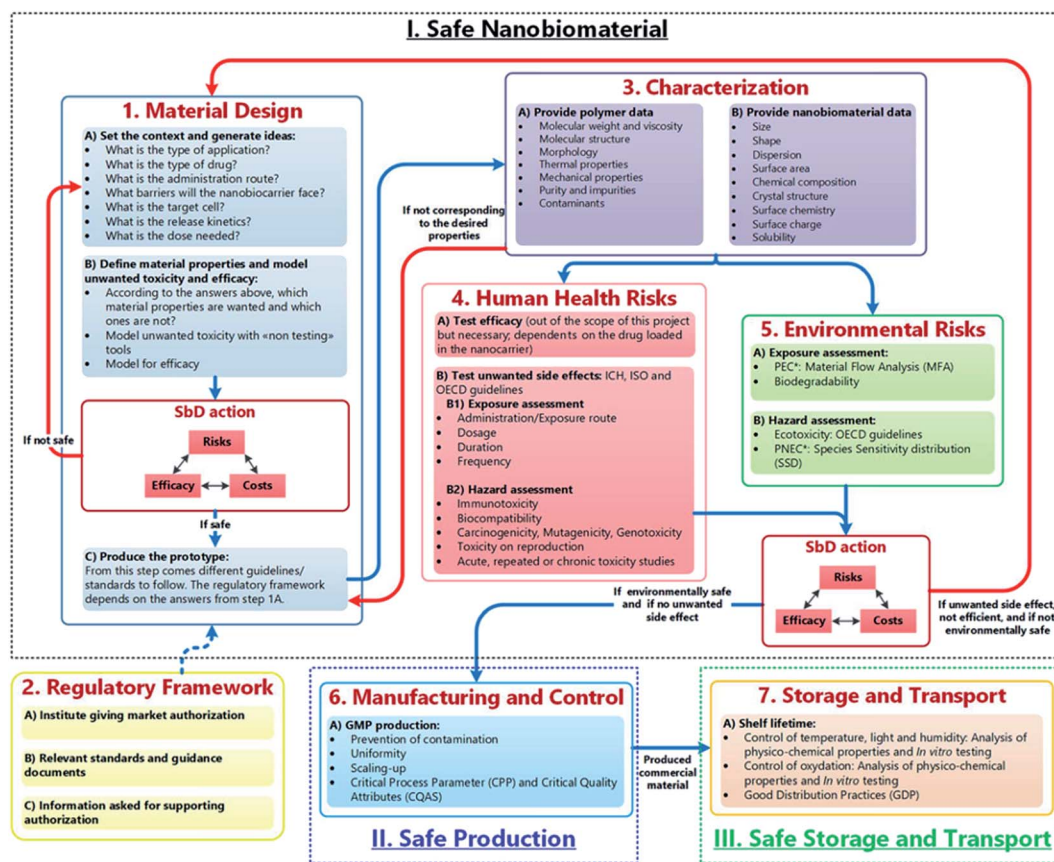 I. Safe Nanobiomaterial
1. Material Design
A) Set the context and generate ideas:
• What is the type of application?
• What is the type of drug?
• What is the administration route?
• What barriers will the nanobiocarrier face?
• What is the target cell?
• What is the release kinetics?
• What is the dose needed?
B) Define material properties and model
unwanted toxicity and efficacy:
• According to the answers above, which
material properties are wanted and which
ones are not?
• Model unwanted toxicity with «non testing»
tools
• Model for efficacy
SbD action
Risks
Efficacy
Costs
If not safe
If safe
C) Produce the prototype:
From this step comes different guidelines/
standards to follow. The regulatory framework
depends on the answers from step 1A.
2. Regulatory Framework
A) Institute giving market authorization
B) Relevant standards and guidance
documents
C) Information asked for supporting
authorization
3. Characterization
A) Provide polymer data
• Molecular weight and viscosity
• Molecular structure
• Morphology
• Thermal properties
• Mechanical properties
• Purity and impurities
• Contaminants
B) Provide nanobiomaterial data
• Size
• Shape
• Dispersion
• Surface area
• Chemical composition
• Crystal structure
• Surface chemistry
• Surface charge
• Solubility
If not corresponding
to the desired
properties
4. Human Health Risks
A) Test efficacy (out of the scope of this project
but necessary; dependents on the drug loaded
in the nanocarrier)
B) Test unwanted side effects: ICH, ISO and
OECD guidelines
B1) Exposure assessment
• Administration/Exposure route
• Dosage
• Duration
• Frequency
B2) Hazard assessment
• Immunotoxicity
• Biocompatibility
• Carcinogenicity, Mutagenicity, Genotoxicity
• Toxicity on reproduction
• Acute, repeated or chronic toxicity studies
5. Environmental Risks
A) Exposure assessment:
• PEC*: Material Flow Analysis (MFA)
• Biodegradability
B) Hazard assessment:
• Ecotoxicity: OECD guidelines
• PNEC*: Species Sensitivity distribution
(SSD)
SbD action
Risks
Efficacy
Costs
If environmentally safe
and if no unwanted
side effect
If unwanted side effect,
not efficient, and if not
environmentally safe
6. Manufacturing and Control
A) GMP production:
• Prevention of contamination
• Uniformity
• Scaling-up
• Critical Process Parameter (CPP) and Critical Quality
Attributes (CQAS)
II. Safe Production
Produced
commercial
material
7. Storage and Transport
A) Shelf lifetime:
• Control of temperature, light and humidity: Analysis of
physico-chemical properties and In vitro testing
• Control of oxydation: Analysis of physico-chemical
properties and In vitro testing
• Good Distribution Practices (GDP)
III. Safe Storage and Transport